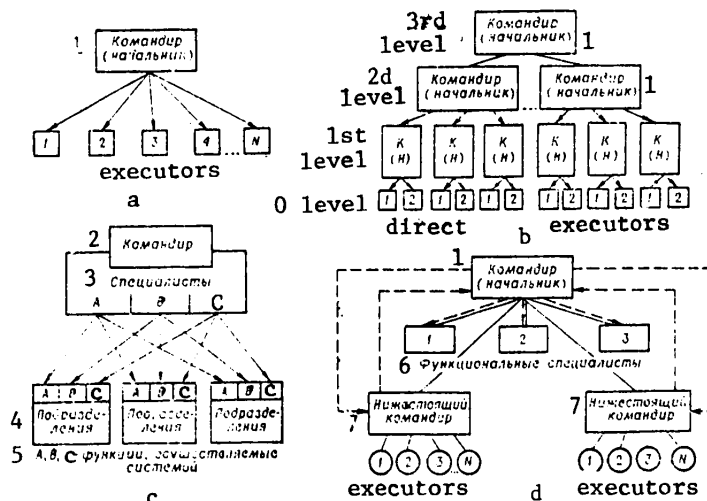 1
Командир
(начальник)
1 2 3 4 ... N
executors
a
3rd
level
Командир
(начальник)
1
2d
level
Командир
(начальник)
...
Командир
(начальник)
1
1st
level
К
(Н)
К
(Н)
К
(Н)
К
(Н)
К
(Н)
К
(Н)
0 level
1 2 1 2 1 2 1 2 1 2 1 2
direct executors
b
2
Командир
3
Специалисты
A B C
A B C A B C A B C
4
Подразде-
ления
Подразде-
ления
Подразде-
ления
5
A, B, C функции, осуществляемые
системой
c
1
Командир
(начальник)
1 2 3
6 Функциональные специалисты
7
Нижестоящий
командир
7
Нижестоящий
командир
1 2 3 ... N
1 2 3 N
executors
d
executors